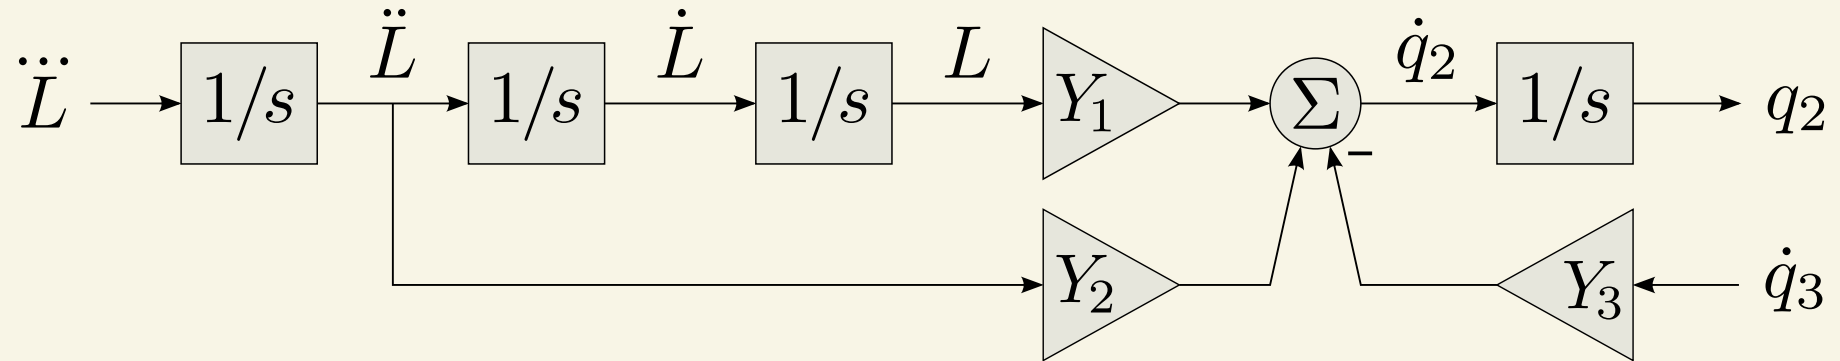 L⃛ 1/s L̈ 1/s L̇ 1/s L Y₁ Σ q̇₂ 1/s q₂
−
Y₂ Y₃ q̇₃